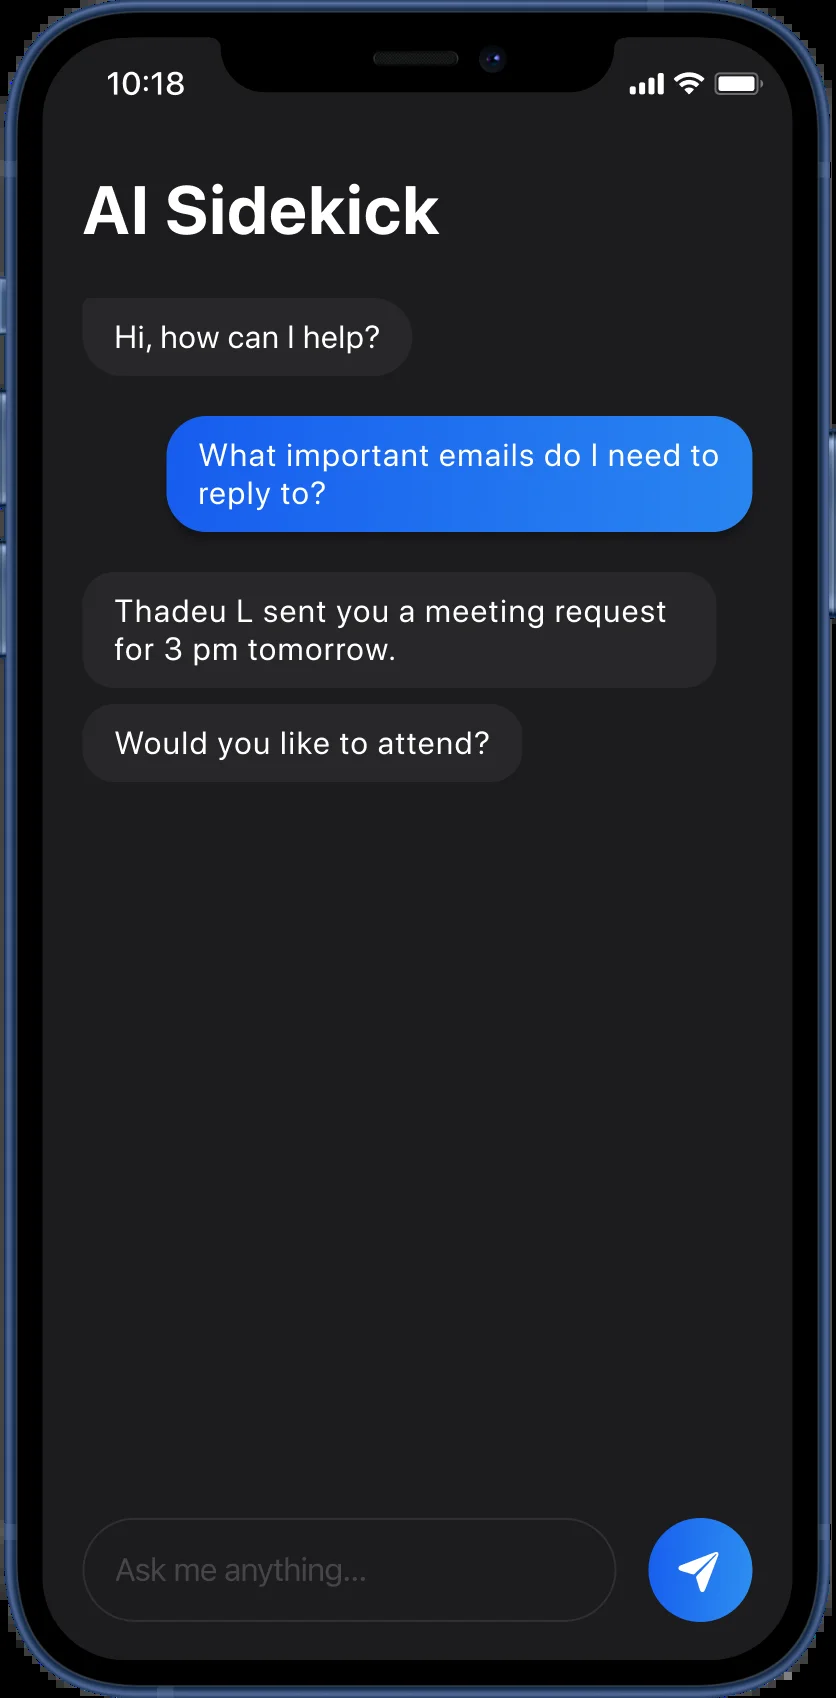 10:18
AI Sidekick
Hi, how can I help?
What important emails do I need to
reply to?
Thadeu L sent you a meeting request
for 3 pm tomorrow.
Would you like to attend?
Ask me anything...